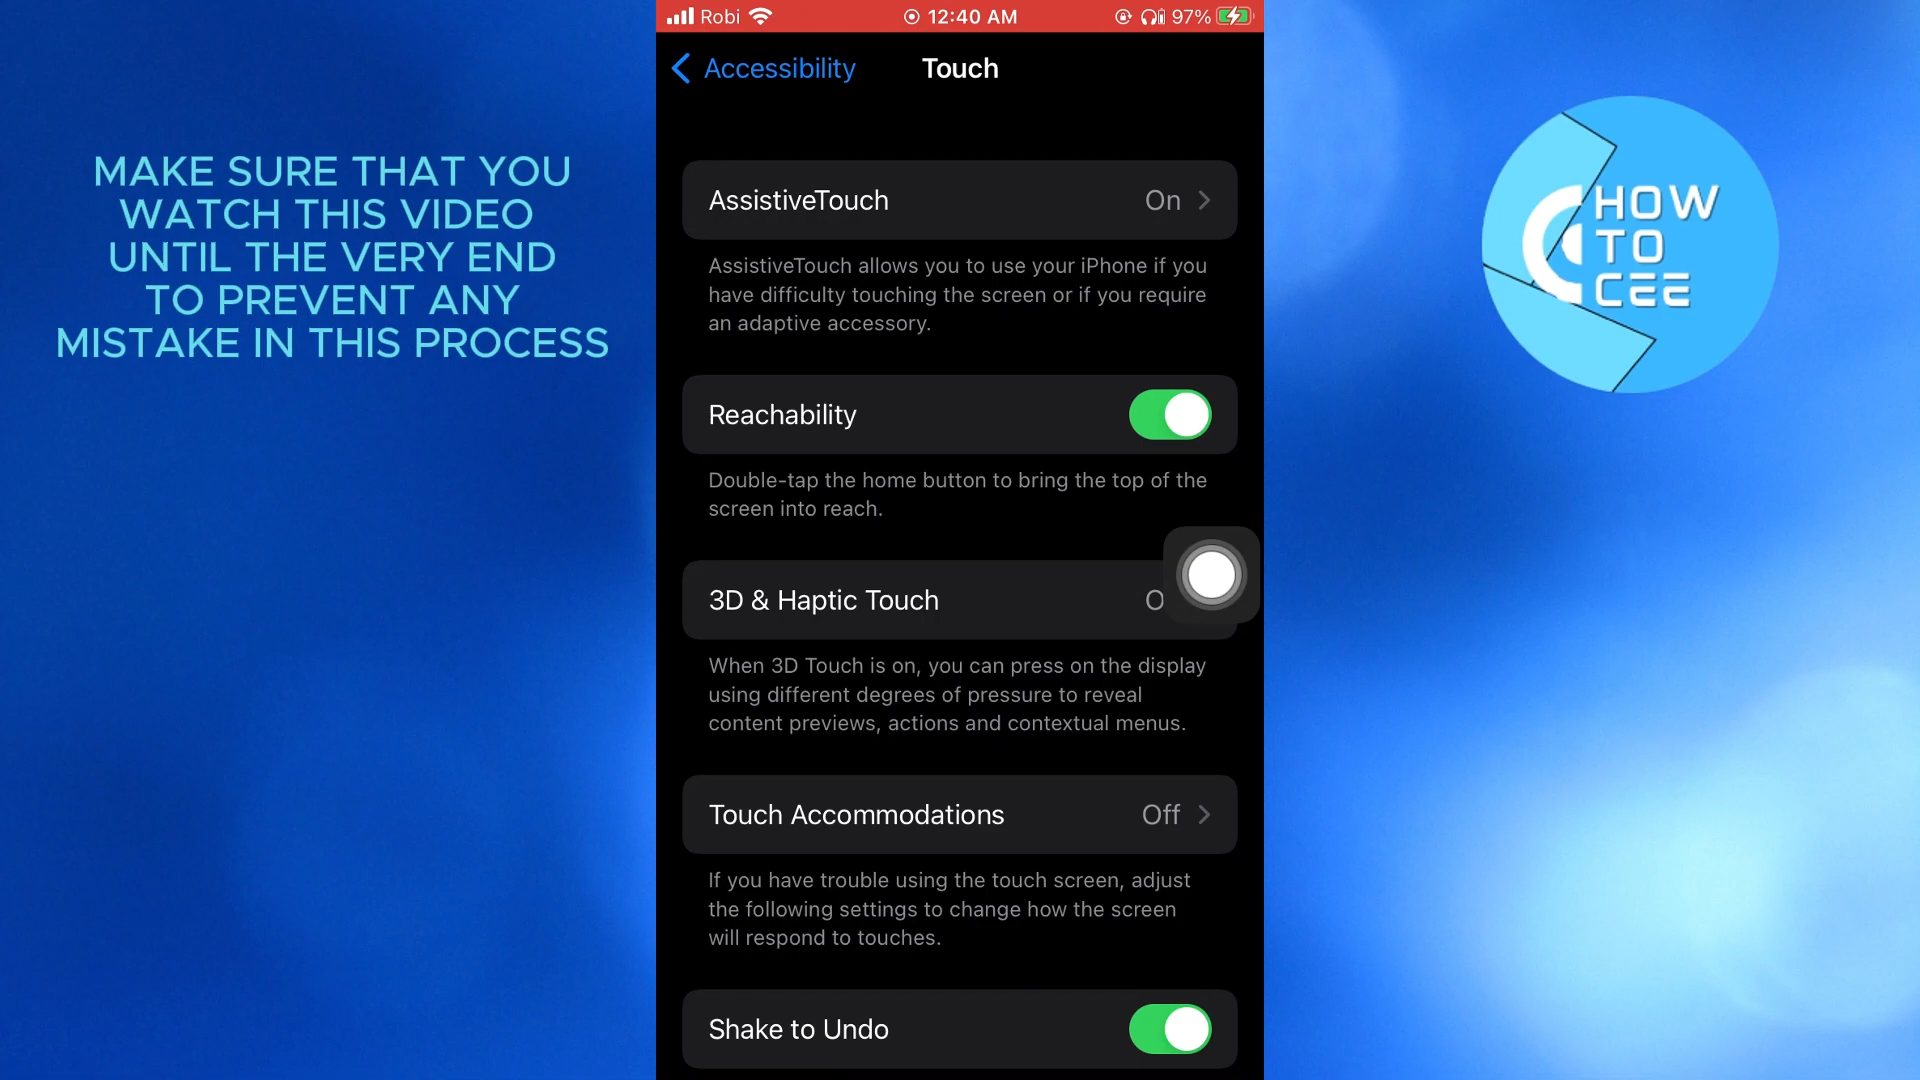 MAKE SURE THAT YOU
WATCH THIS VIDEO
UNTIL THE VERY END
TO PREVENT ANY
MISTAKE IN THIS PROCESS
Robi
12:40 AM
97%
Accessibility
Touch
AssistiveTouch
On
AssistiveTouch allows you to use your iPhone if you
have difficulty touching the screen or if you require
an adaptive accessory.
Reachability
Double-tap the home button to bring the top of the
screen into reach.
3D & Haptic Touch
When 3D Touch is on, you can press on the display
using different degrees of pressure to reveal
content previews, actions and contextual menus.
Touch Accommodations
Off
If you have trouble using the touch screen, adjust
the following settings to change how the screen
will respond to touches.
Shake to Undo
HOW
TO
CEE